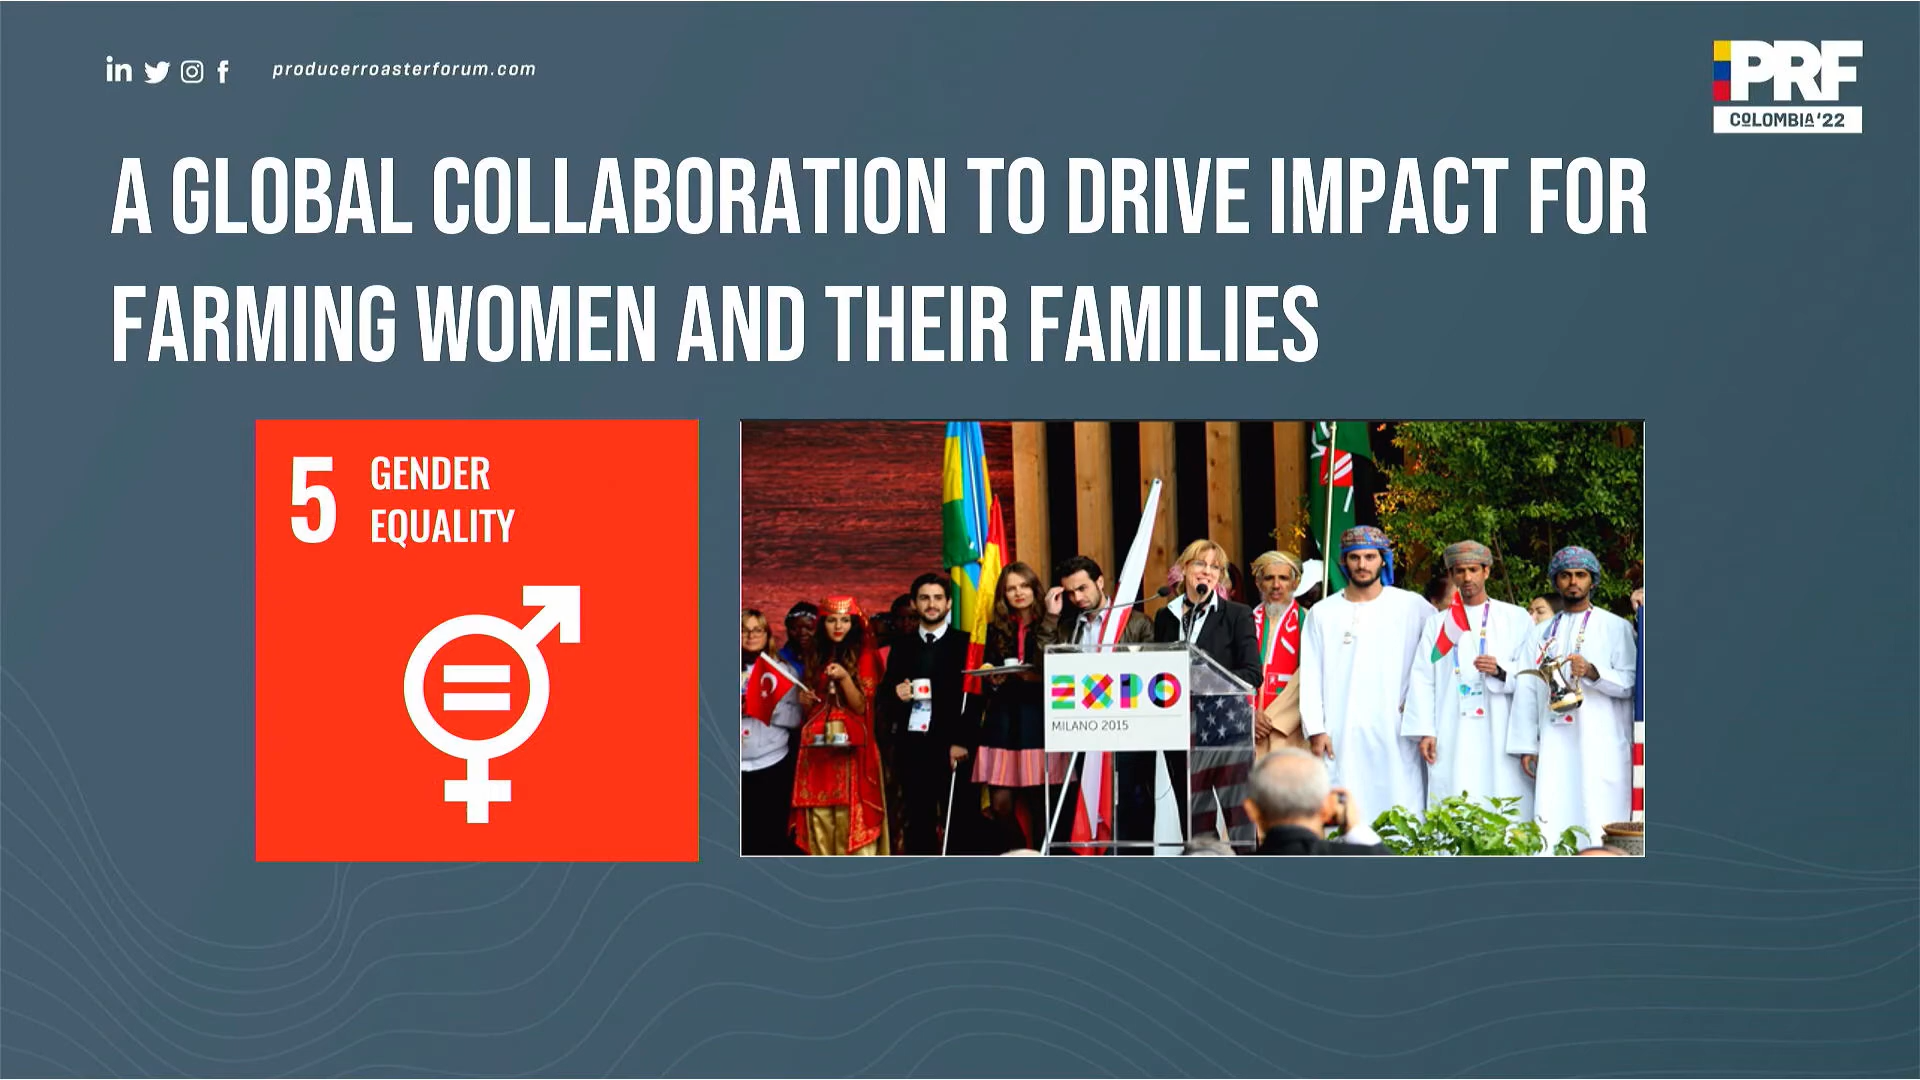 in
producerroasterforum.com
PRF
COLOMBIA '22
A GLOBAL COLLABORATION TO DRIVE IMPACT FOR
FARMING WOMEN AND THEIR FAMILIES
5
GENDER
EQUALITY
EXPO
MILANO 2015